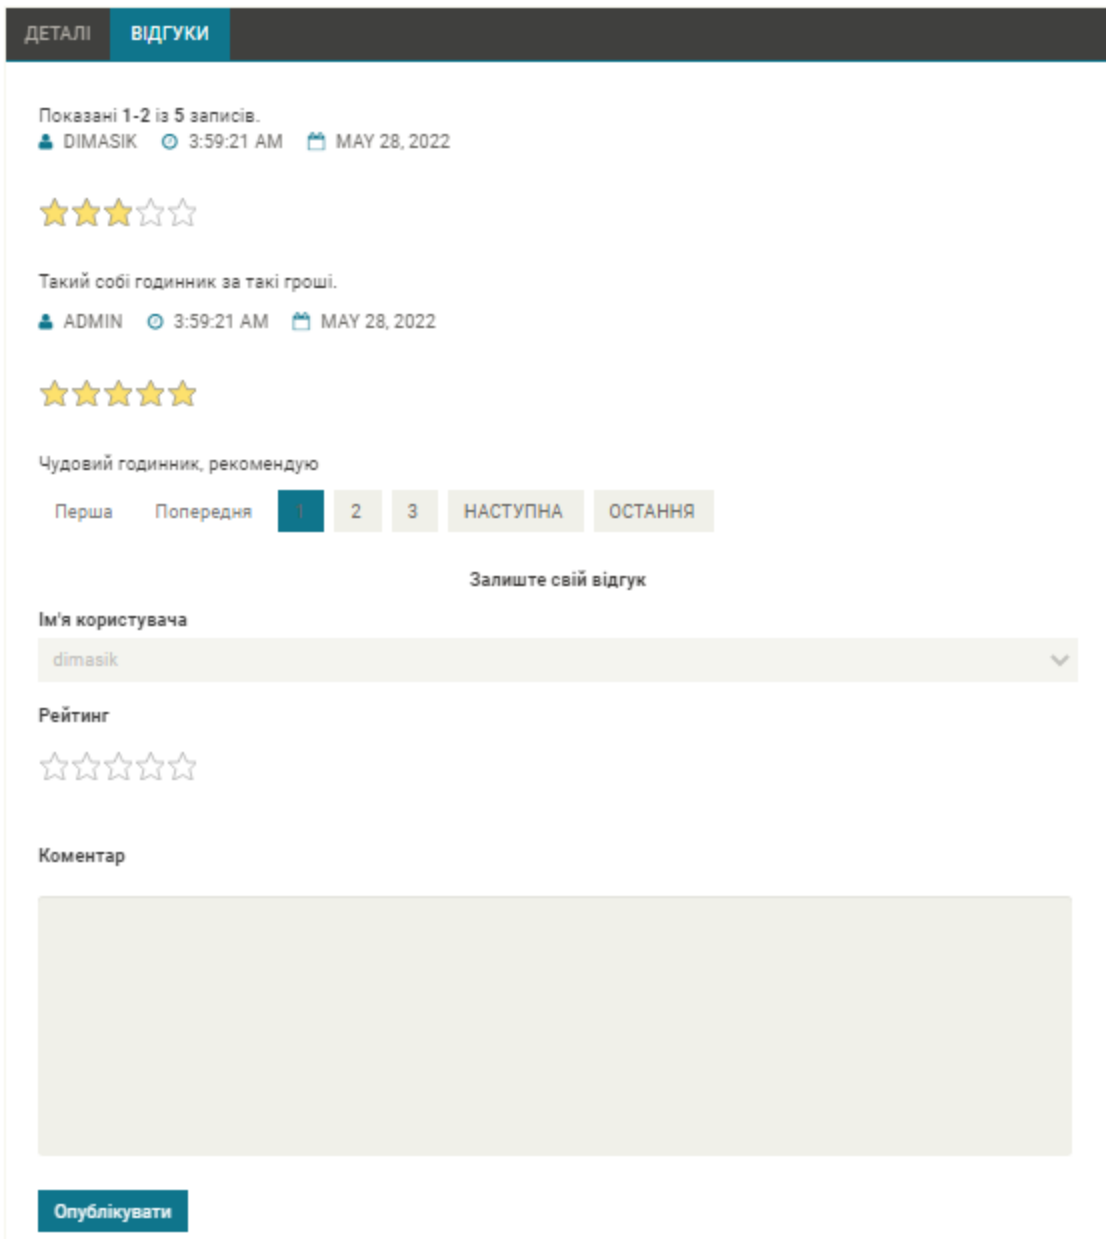 ДЕТАЛІ ВІДГУКИ
Показані 1-2 із 5 записів.
DIMASIK 3:59:21 AM MAY 28, 2022
Такий собі годинник за такі гроші.
ADMIN 3:59:21 AM MAY 28, 2022
Чудовий годинник, рекомендую
Перша Попередня 1 2 3 НАСТУПНА ОСТАННЯ
Залиште свій відгук
Ім'я користувача
dimasik
Рейтинг
Коментар
Опублікувати